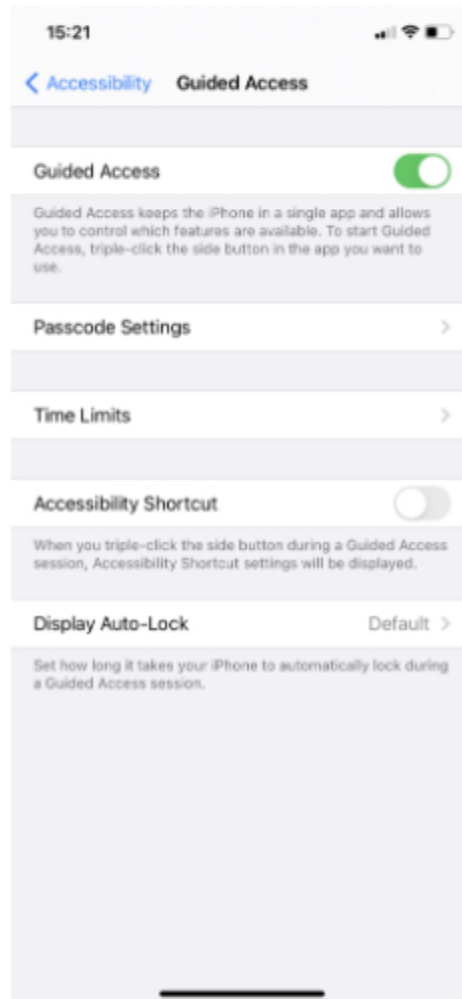 15:21
Accessibility Guided Access
Guided Access
Guided Access keeps the iPhone in a single app and allows
you to control which features are available. To start Guided
Access, triple-click the side button in the app you want to
use.
Passcode Settings
Time Limits
Accessibility Shortcut
When you triple-click the side button during a Guided Access
session, Accessibility Shortcut settings will be displayed.
Display Auto-Lock Default
Set how long it takes your iPhone to automatically lock during
a Guided Access session.